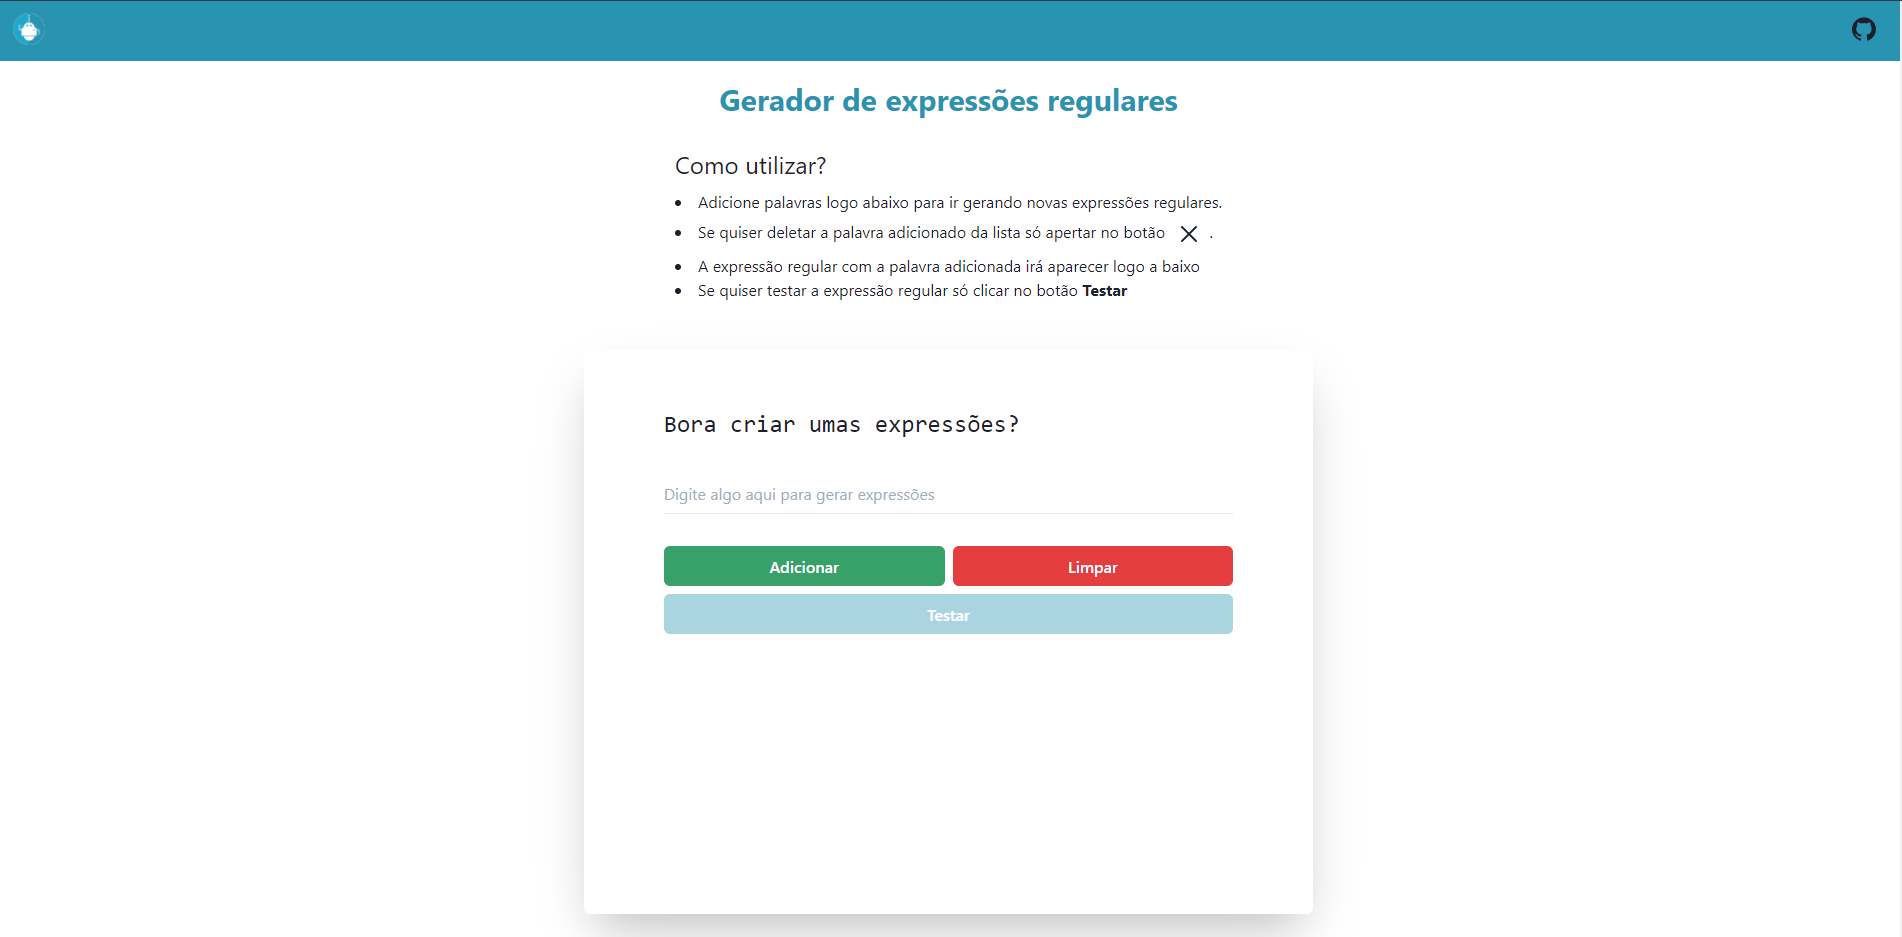 Gerador de expressões regulares
Como utilizar?
Adicione palavras logo abaixo para ir gerando novas expressões regulares.
Se quiser deletar a palavra adicionado da lista só apertar no botão .
A expressão regular com a palavra adicionada irá aparecer logo a baixo
Se quiser testar a expressão regular só clicar no botão Testar
Bora criar umas expressões?
Digite algo aqui para gerar expressões
Adicionar Limpar
Testar